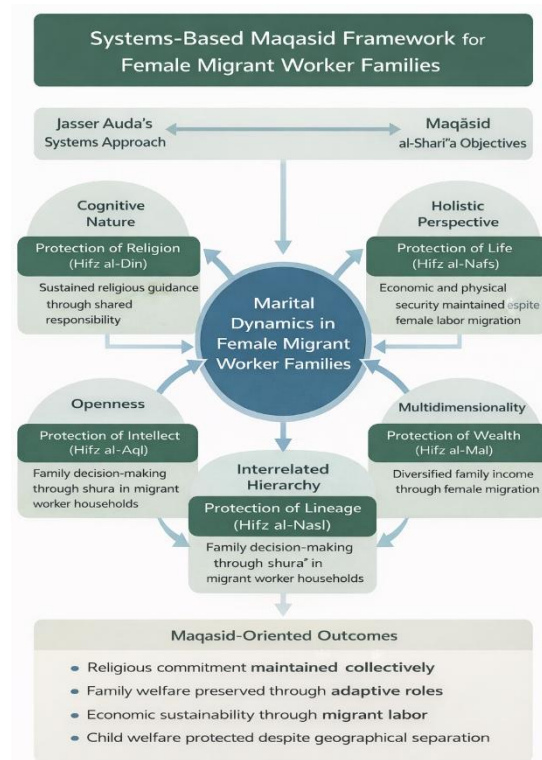 Systems-Based Maqasid Framework for
Female Migrant Worker Families
Jasser Auda's
Systems Approach
Maqāsid
al-Shari'a Objectives
Cognitive
Nature
Protection of Religion
(Hifz al-Din)
Sustained religious guidance
through shared
responsibility
Holistic
Perspective
Protection of Life
(Hifz al-Nafs)
Economic and physical
security maintained espite
female labor migration
Marital
Dynamics in
Female Migrant
Worker Families
Openness
Protection of Intellect
(Hifz al-Aql)
Family decision-making
through shura in migrant
worker households
Multidimensionality
Protection of Wealth
(Hifz al-Mal)
Diversified family income
through female migration
Interrelated
Hierarchy
Protection of Lineage
(Hifz al-Nasl)
Family decision-making
through shura" in
migrant worker households
Maqasid-Oriented Outcomes
• Religious commitment maintained collectively
• Family welfare preserved through adaptive roles
• Economic sustainability through migrant labor
• Child welfare protected despite geographical separation